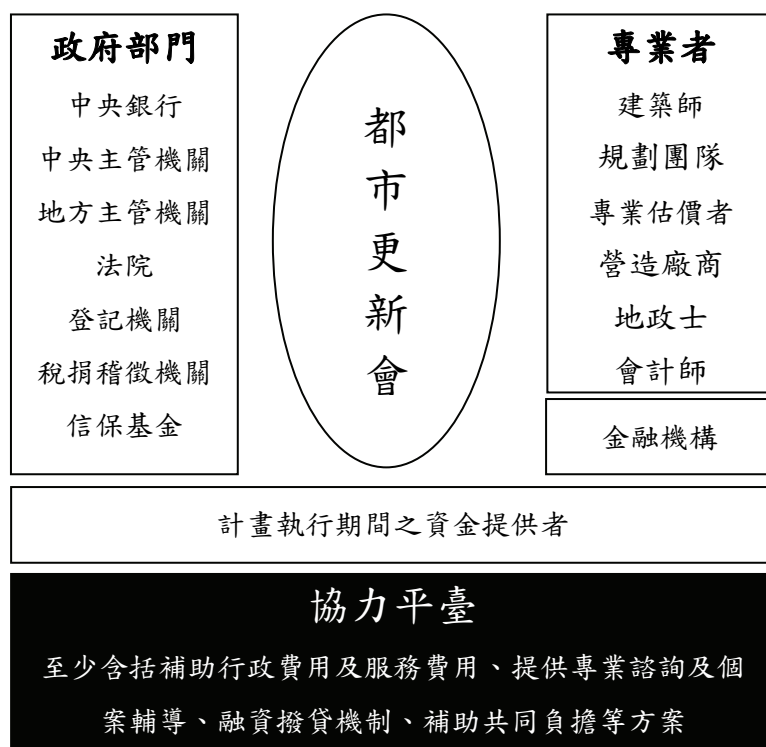 政府部門
中央銀行
中央主管機關
地方主管機關
法院
登記機關
稅捐稽徵機關
信保基金
都市更新會
專業者
建築師
規劃團隊
專業估價者
營造廠商
地政士
會計師
金融機構
計畫執行期間之資金提供者
協力平臺
至少含括補助行政費用及服務費用、提供專業諮詢及個
案輔導、融資撥貸機制、補助共同負擔等方案